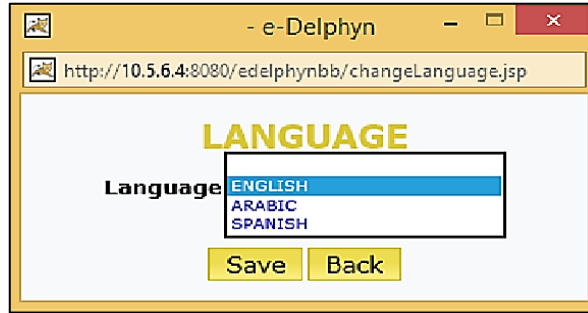 - e-Delphyn
http://10.5.6.4:8080/edelphynbb/changeLanguage.jsp
LANGUAGE
Language ENGLISH
ARABIC
SPANISH
Save Back